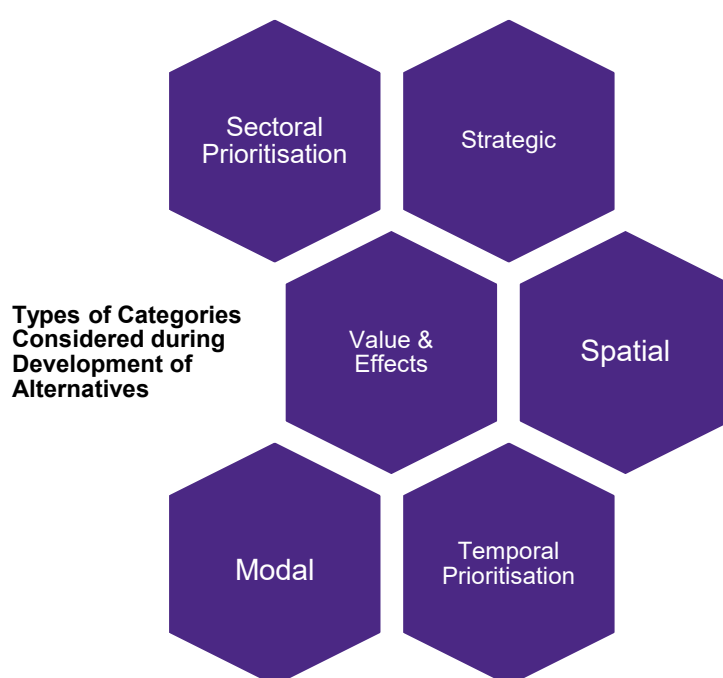 Sectoral
Prioritisation
Strategic
Types of Categories
Considered during
Development of
Alternatives
Value &
Effects
Spatial
Modal
Temporal
Prioritisation